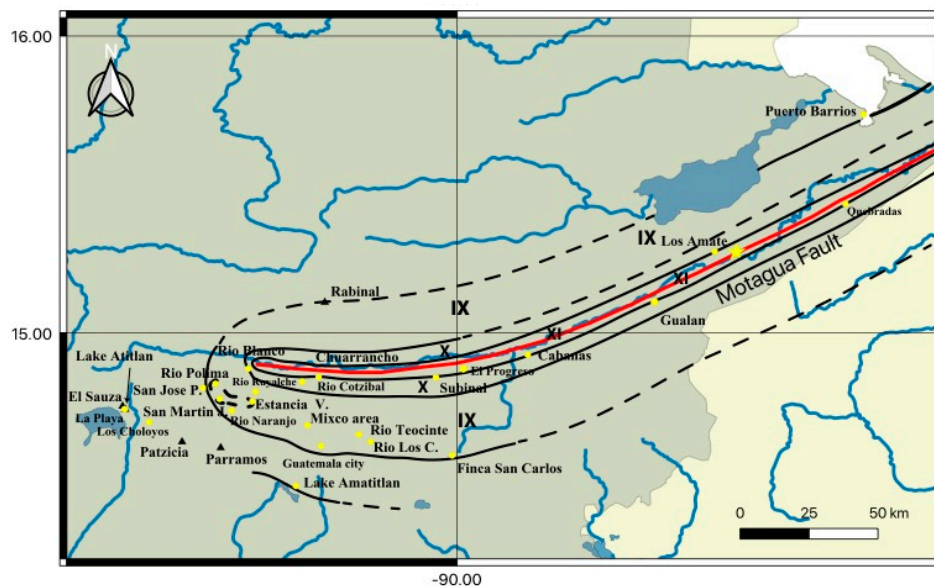 16.00
N
Puerto Barrios
Quebradas
IX
Los Amate
Motagua Fault
Rabinal
XI
IX
Gualan
15.00
XI
Rio Blanco
Chuarrancho
X
Cabanas
Lake Atitlan
El Progreso
Rio Polima
Rio Ruyalche
Rio Cotzibal
X
Subinal
San Jose P.
El Sauza
Estancia V.
La Playa
San Martin J.
Rio Naranjo
Mixco area
IX
Los Choloyos
Rio Teocinte
Patzicia
Parramos
Rio Los C.
Guatemala city
Finca San Carlos
Lake Amatitlan
0 25 50 km
-90.00